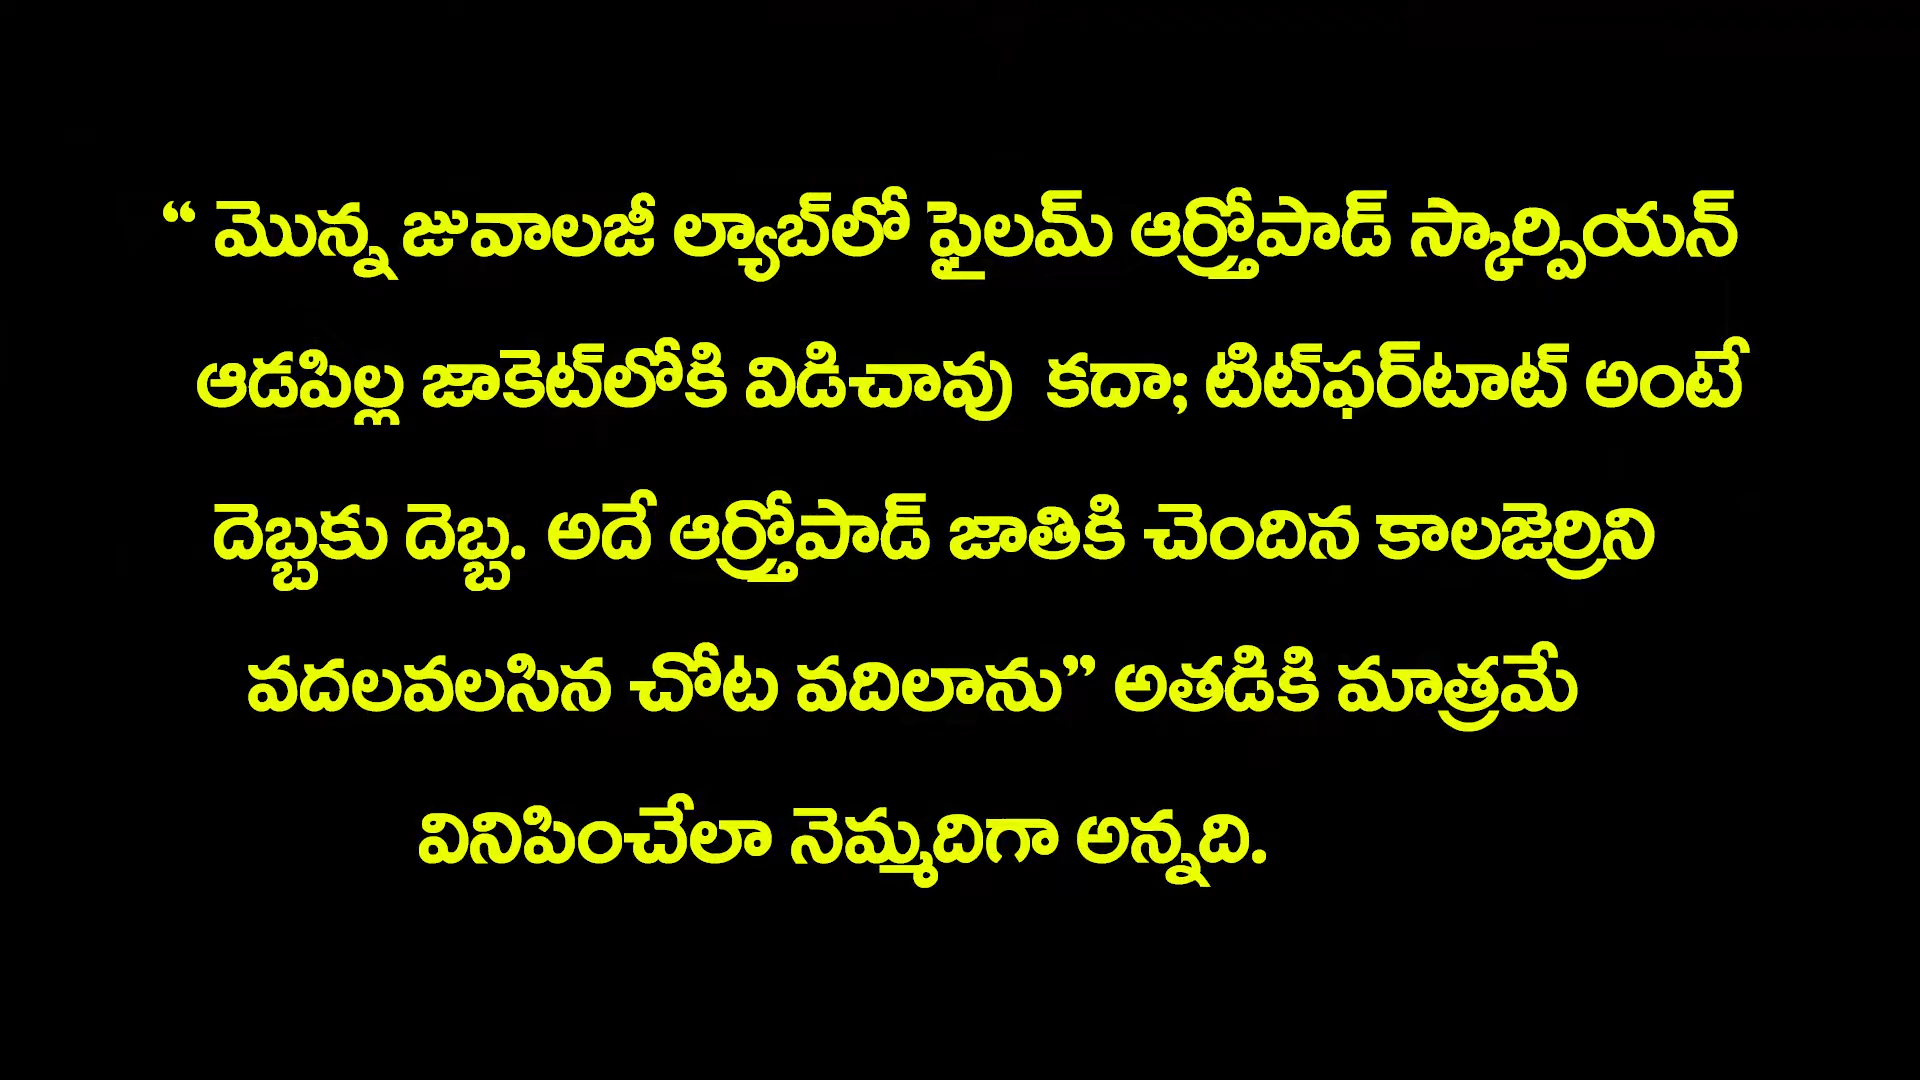 “ మొన్న జువాలజీ ల్యాబ్‌లో ఫైలమ్ ఆర్త్రోపాడ్ స్కార్పియన్
ఆడపిల్ల జాకెట్‌లోకి విడిచావు కదా; టిట్‌ఫర్‌టాట్ అంటే
దెబ్బకు దెబ్బ. అదే ఆర్త్రోపాడ్ జాతికి చెందిన కాలజెర్రిని
వదలవలసిన చోట వదిలాను” అతడికి మాత్రమే
వినిపించేలా నెమ్మదిగా అన్నది.